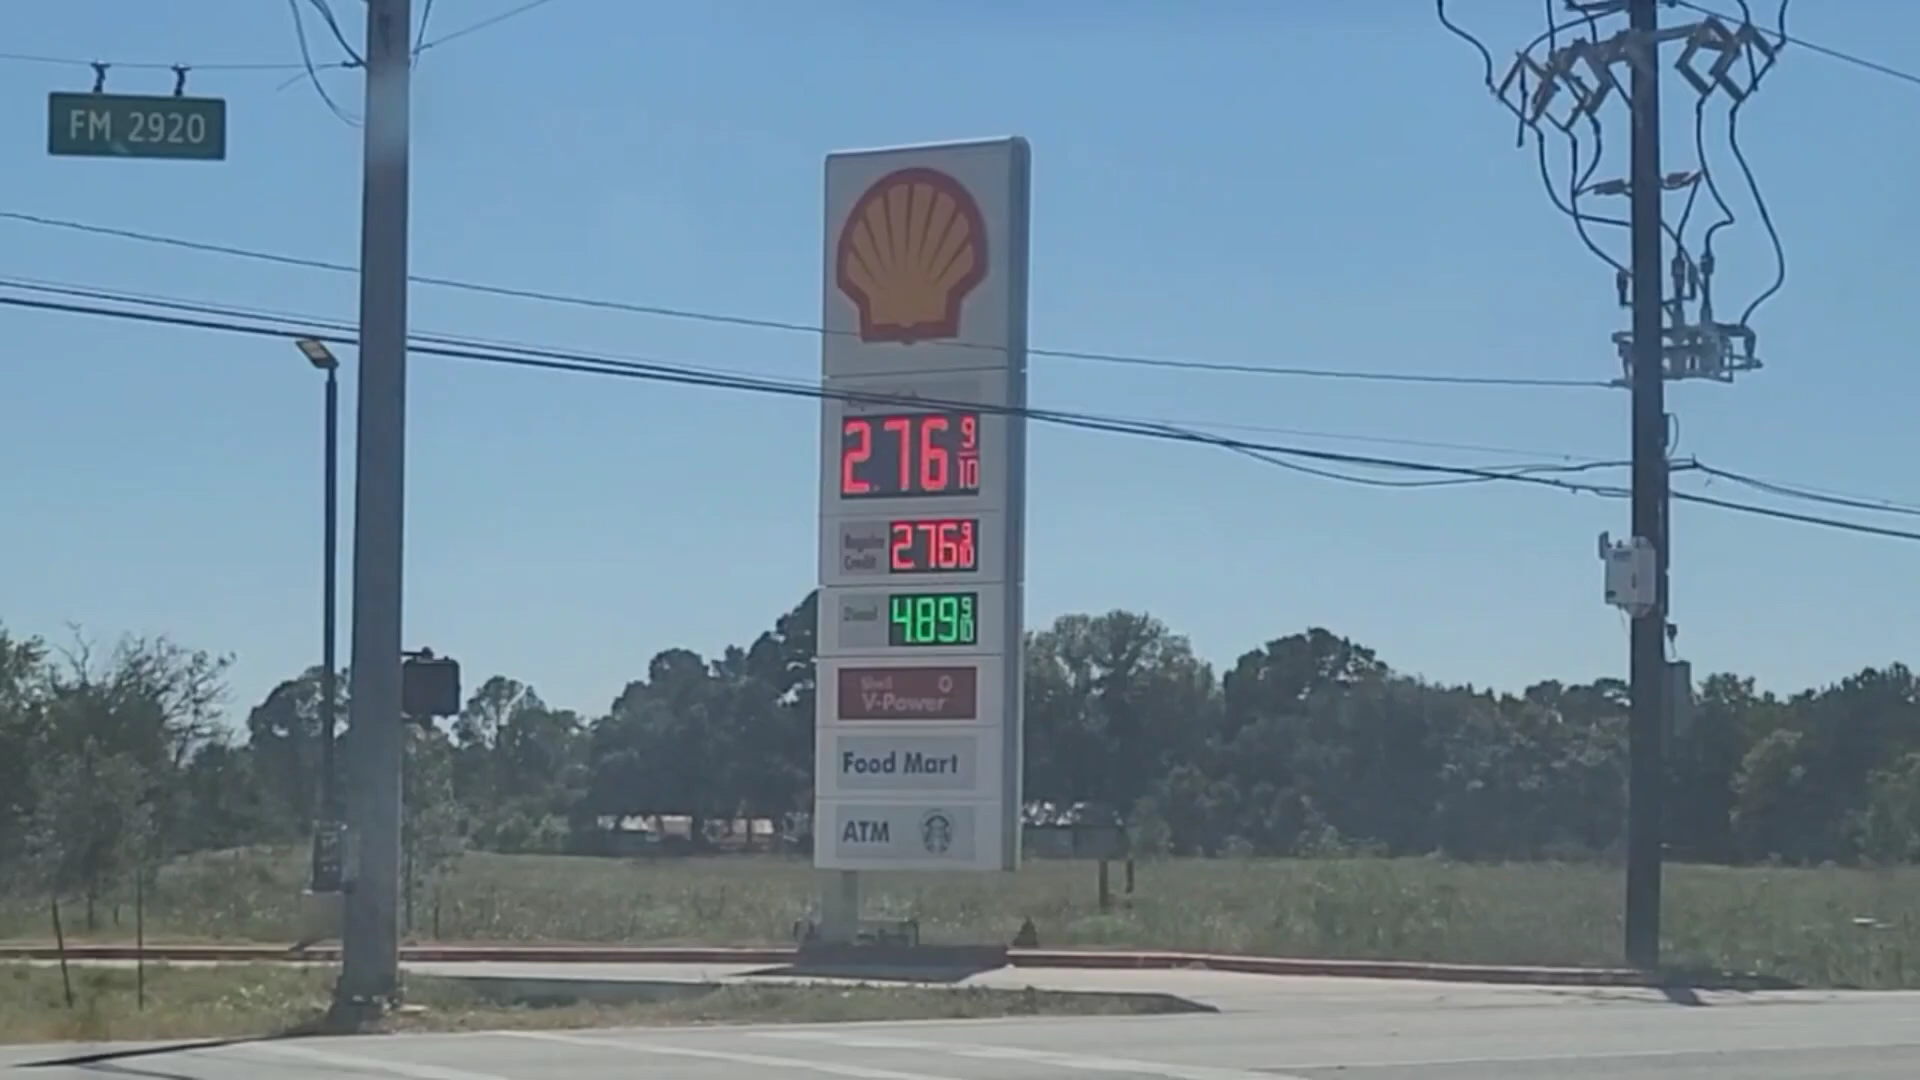 FM 2920
2.76 9/10
Regular
Credit
2.76 9/10
Diesel
4.89 9/10
Shell
V-Power
Food Mart
ATM